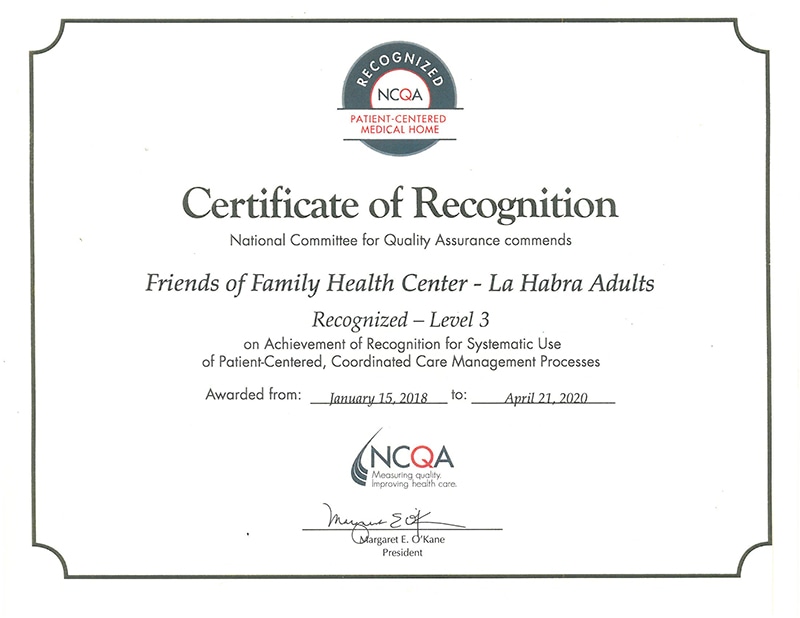 RECOGNIZED
NCQA
PATIENT-CENTERED
MEDICAL HOME
Certificate of Recognition
National Committee for Quality Assurance commends
Friends of Family Health Center - La Habra Adults
Recognized – Level 3
on Achievement of Recognition for Systematic Use
of Patient-Centered, Coordinated Care Management Processes
Awarded from: January 15, 2018 to: April 21, 2020
NCQA
Measuring quality.
Improving health care.
Margaret E. O'Kane
Margaret E. O'Kane
President